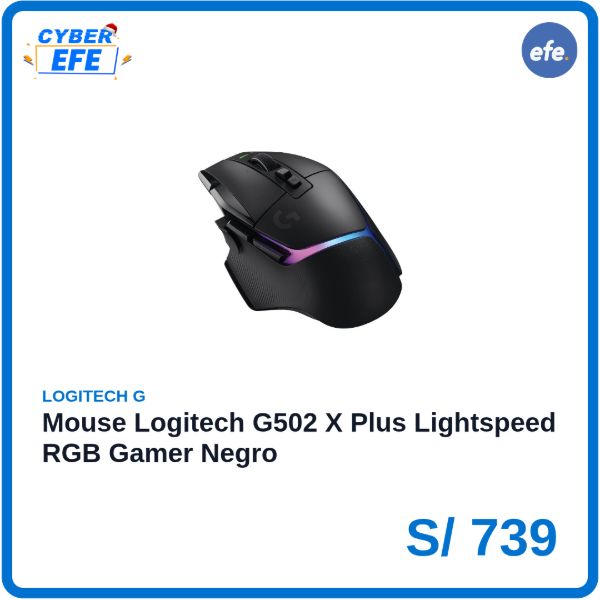 CYBER
EFE
efe.
LOGITECH G
Mouse Logitech G502 X Plus Lightspeed
RGB Gamer Negro
S/ 739